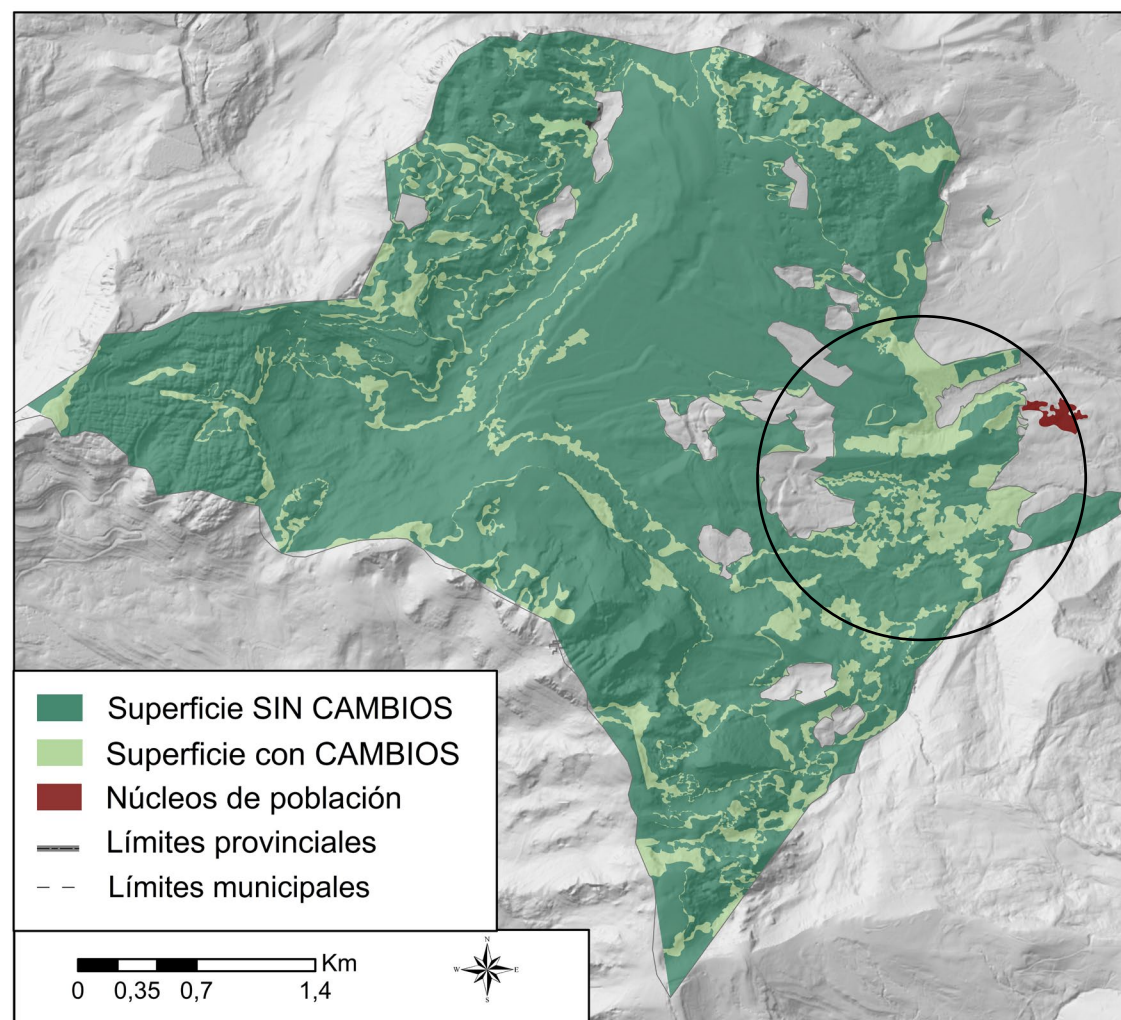 Superficie SIN CAMBIOS
Superficie con CAMBIOS
Núcleos de población
Límites provinciales
Límites municipales
Km
0 0,35 0,7 1,4
N
W E
S